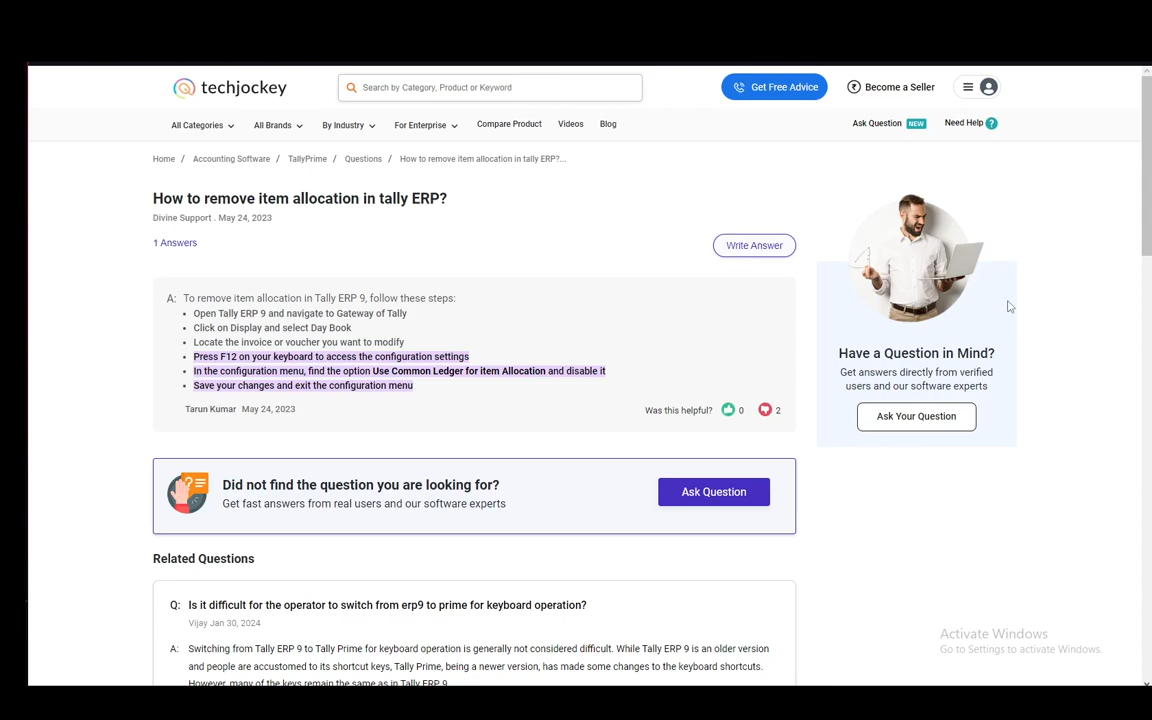 techjockey
Search by Category, Product or Keyword
Get Free Advice
Become a Seller
All Categories
All Brands
By Industry
For Enterprise
Compare Product
Videos
Blog
Ask Question NEW
Need Help ?
Home / Accounting Software / TallyPrime / Questions / How to remove item allocation in tally ERP?...
How to remove item allocation in tally ERP?
Divine Support . May 24, 2023
1 Answers
Write Answer
A: To remove item allocation in Tally ERP 9, follow these steps:
• Open Tally ERP 9 and navigate to Gateway of Tally
• Click on Display and select Day Book
• Locate the invoice or voucher you want to modify
• Press F12 on your keyboard to access the configuration settings
• In the configuration menu, find the option Use Common Ledger for item Allocation and disable it
• Save your changes and exit the configuration menu
Tarun Kumar May 24, 2023
Was this helpful? 0 2
Have a Question in Mind?
Get answers directly from verified
users and our software experts
Ask Your Question
Did not find the question you are looking for?
Get fast answers from real users and our software experts
Ask Question
Related Questions
Q: Is it difficult for the operator to switch from erp9 to prime for keyboard operation?
Vijay Jan 30, 2024
A: Switching from Tally ERP 9 to Tally Prime for keyboard operation is generally not considered difficult. While Tally ERP 9 is an older version
and people are accustomed to its shortcut keys, Tally Prime, being a newer version, has made some changes to the keyboard shortcuts.
However, many of the keys remain the same as in Tally ERP 9.
Activate Windows
Go to Settings to activate Windows.